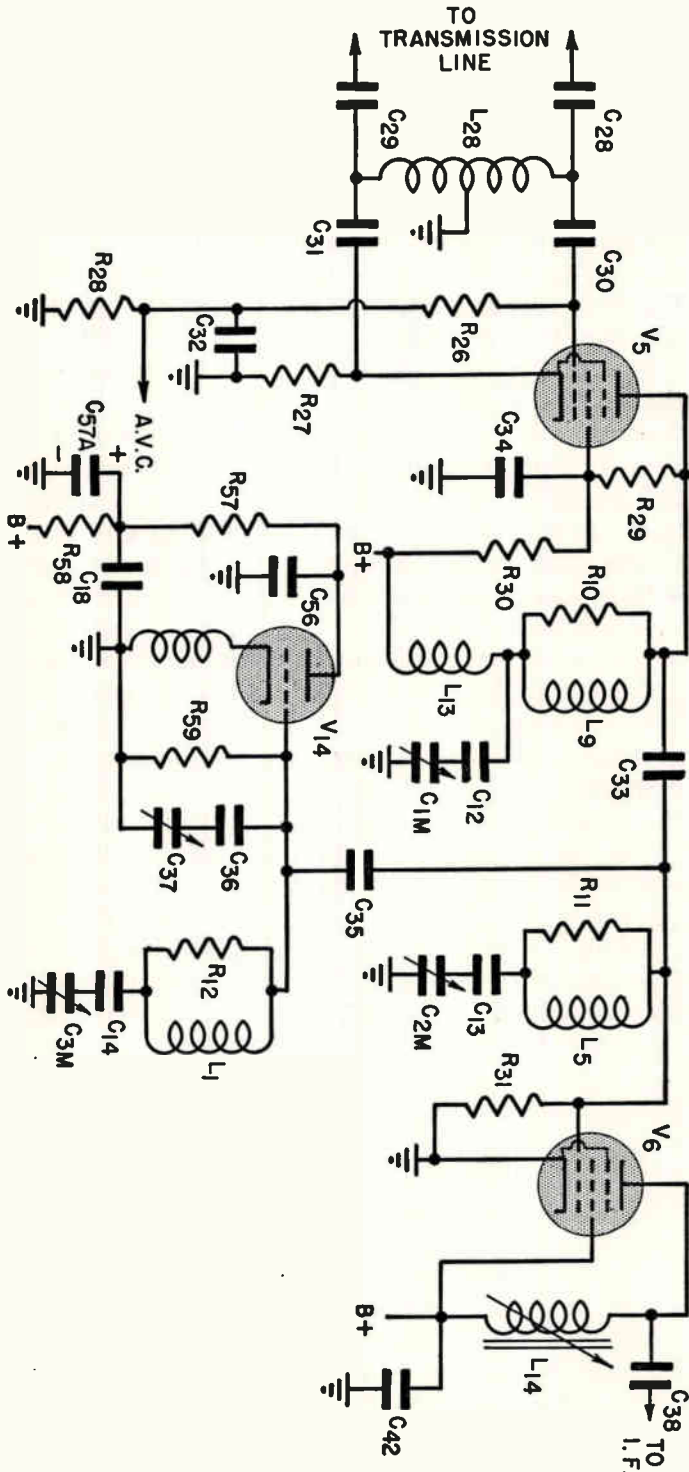 TO
TRANSMISSION
LINE
C28
C29
L28
C30
C31
R28
C32
R26
R27
A.V.C.
V5
C34
R29
R30
B+
R10
L9
L13
C12
C1M
C33
C57A
+
-
R57
R58
B+
C18
C56
V14
R59
C36
C37
C35
R12
L1
C14
C3M
R11
L5
C13
C2M
R31
V6
B+
L14
C42
C38
TO
I.F.